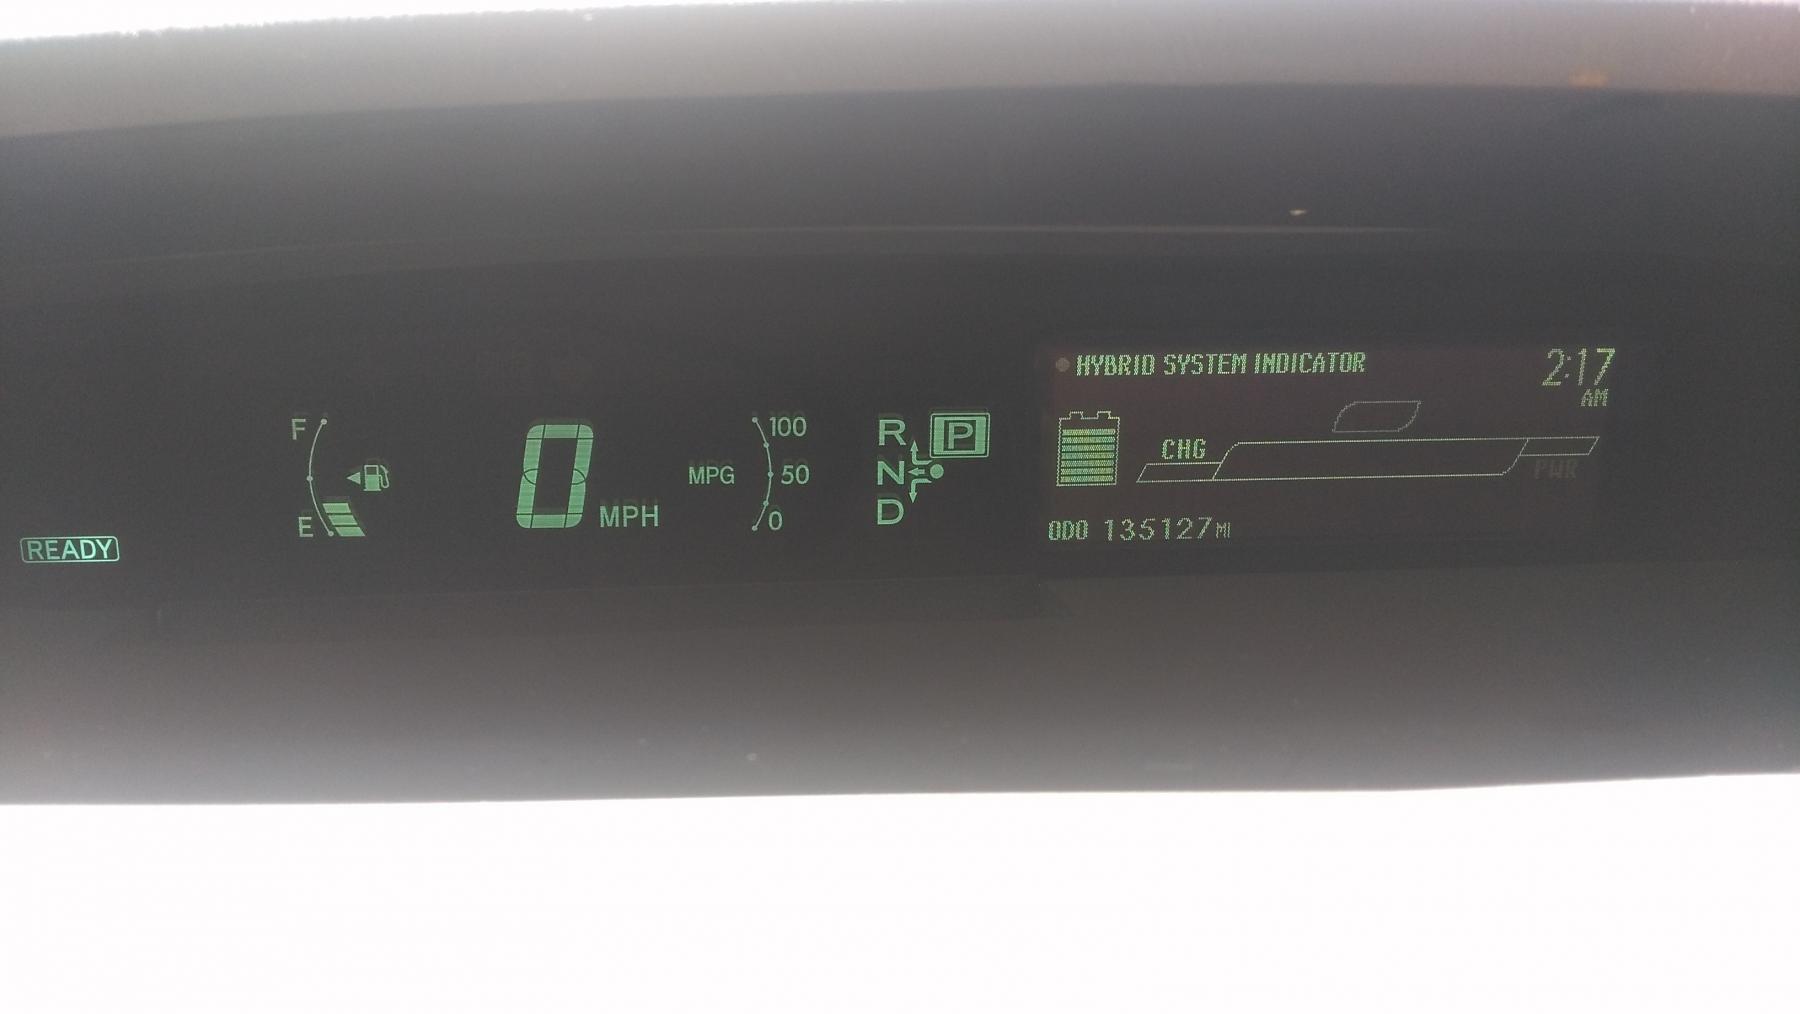 HYBRID SYSTEM INDICATOR
2:17
AM
F
E
0 MPH
MPG
100
50
0
R
N
D
P
CHG
PWR
ODO 135127 MI
READY